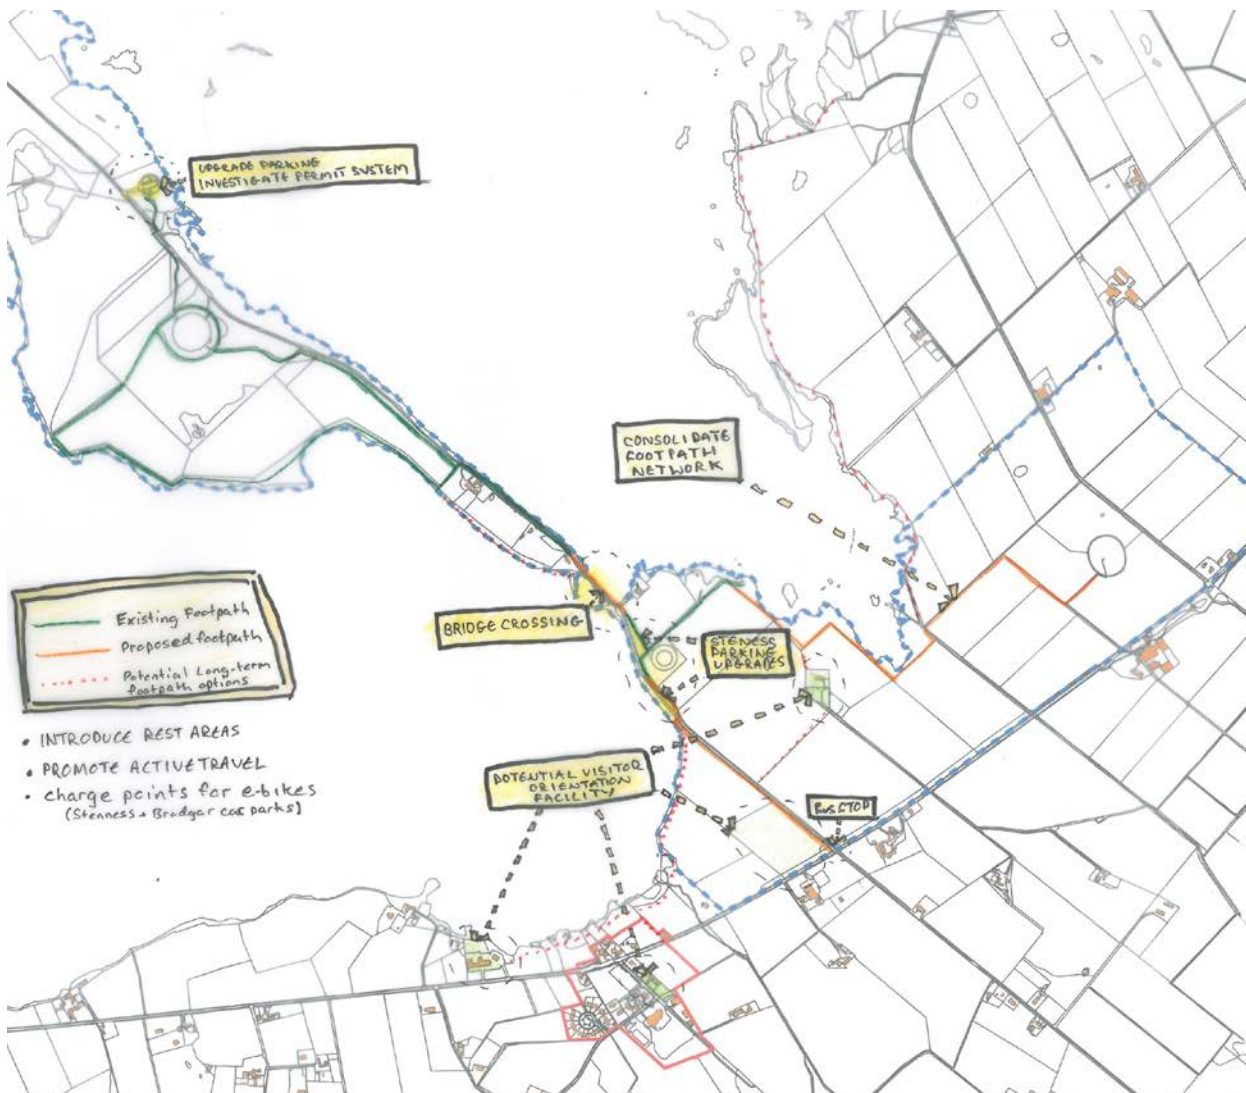 UPGRADE PARKING
INVESTIGATE PERMIT SYSTEM
CONSOLIDATE
FOOTPATH
NETWORK
BRIDGE CROSSING
STENESS
PARKING
UPGRADES
Existing Footpath
Proposed footpath
Potential Long-term
footpath options
• INTRODUCE REST AREAS
• PROMOTE ACTIVE TRAVEL
• Charge points for e-bikes
(Stenness + Brodgar car parks)
POTENTIAL VISITOR
ORIENTATION
FACILITY
BUS STOP